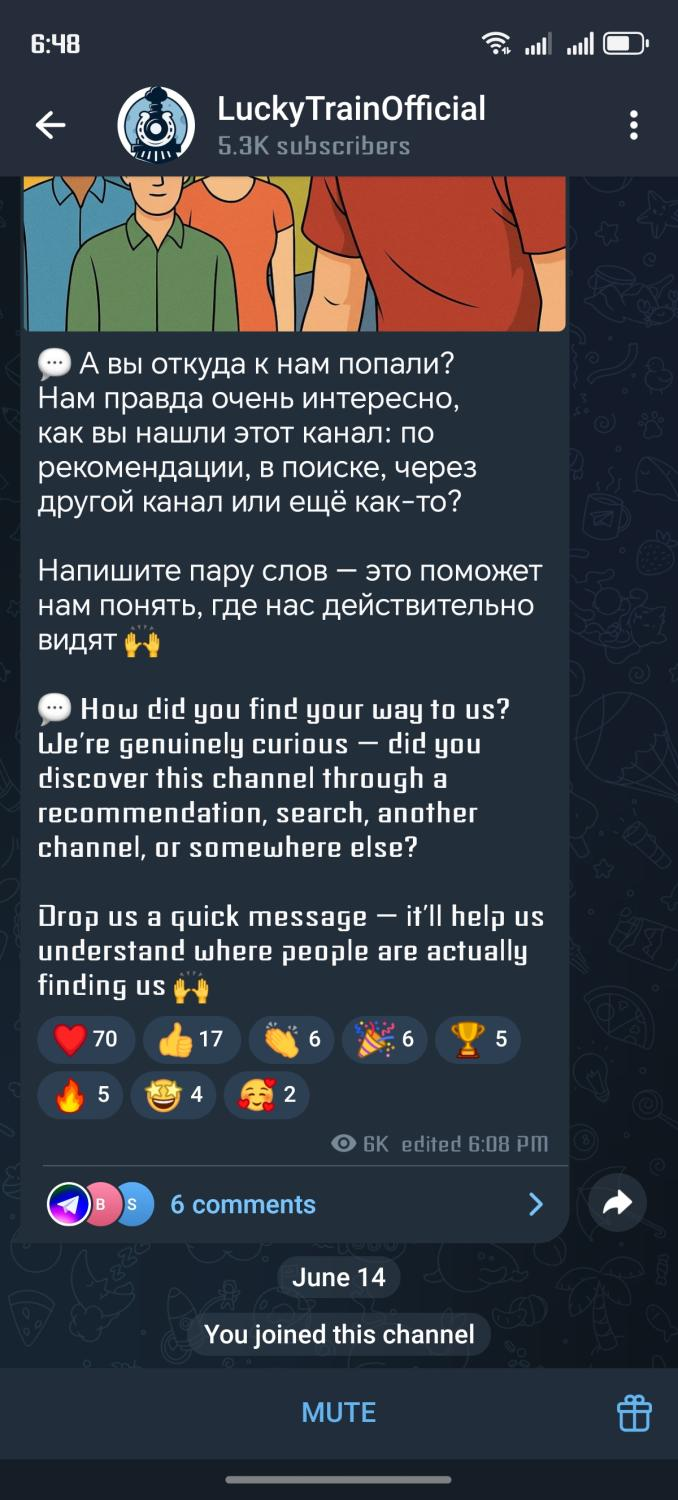 6:48
LuckyTrainOfficial
5.3K subscribers
💬 А вы откуда к нам попали?
Нам правда очень интересно,
как вы нашли этот канал: по
рекомендации, в поиске, через
другой канал или ещё как-то?
Напишите пару слов — это поможет
нам понять, где нас действительно
видят 🙌
💬 How did you find your way to us?
We're genuinely curious — did you
discover this channel through a
recommendation, search, another
channel, or somewhere else?
Drop us a quick message — it'll help us
understand where people are actually
finding us 🙌
❤️ 70 👍 17 👏 6 🎉 6 🏆 5
🔥 5 🤩 4 🥰 2
6K edited 6:08 PM
B S 6 comments
June 14
You joined this channel
MUTE